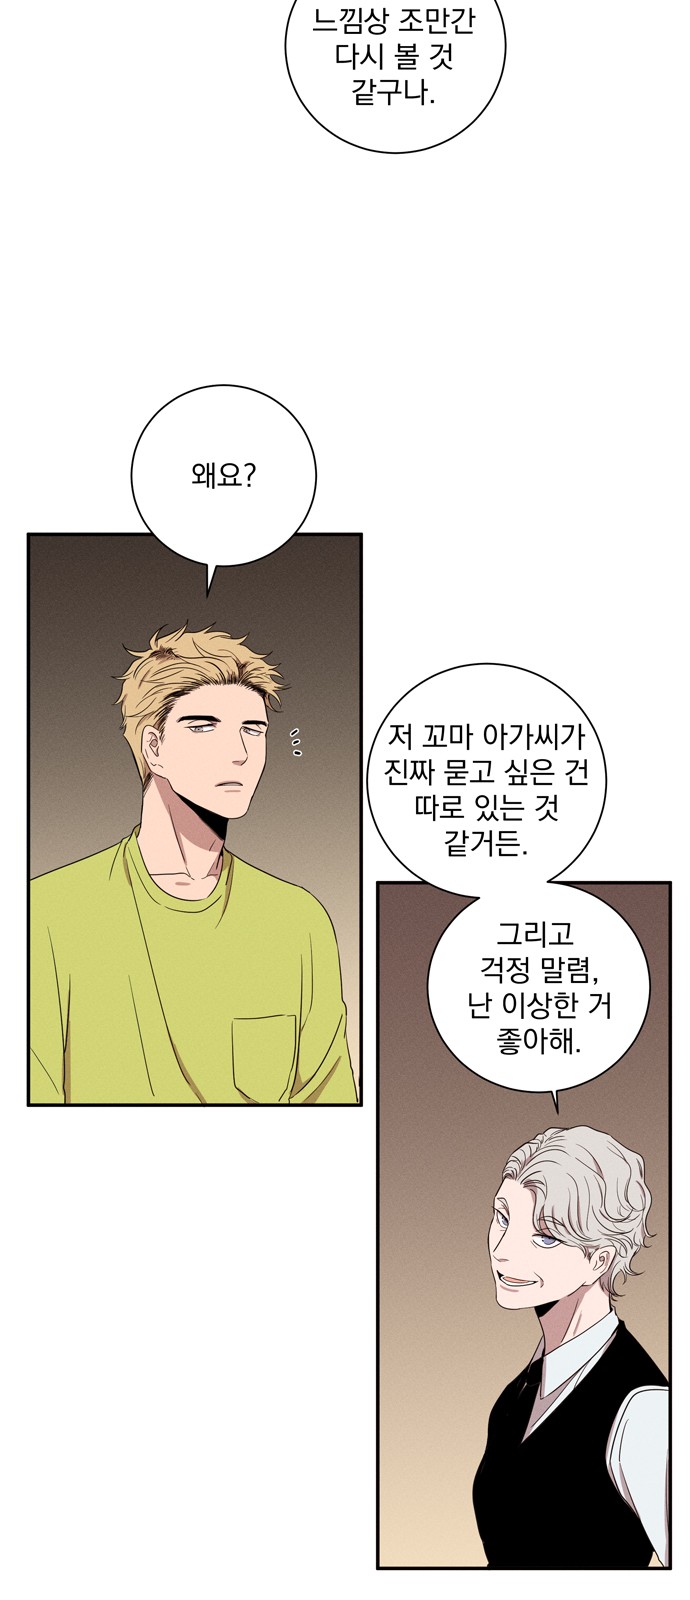 느낌상 조만간
다시 볼 것
같구나.
왜요?
저 꼬마 아가씨가
진짜 묻고 싶은 건
따로 있는 것
같거든.
그리고
걱정 말렴,
난 이상한 거
좋아해.